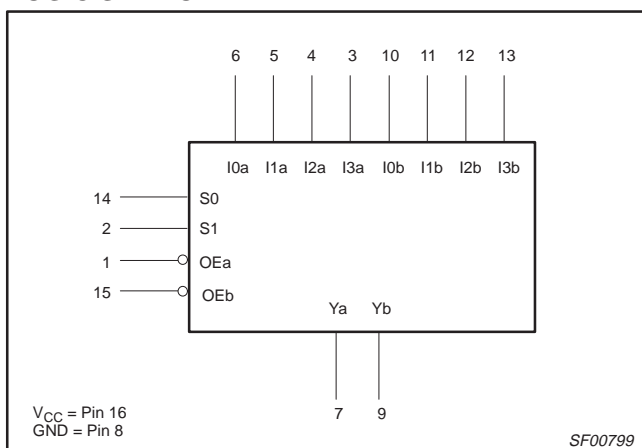 6 5 4 3 10 11 12 13
I0a I1a I2a I3a I0b I1b I2b I3b
14 S0
2 S1
1 OEa
15 OEb
Ya Yb
7 9
VCC = Pin 16
GND = Pin 8
SF00799